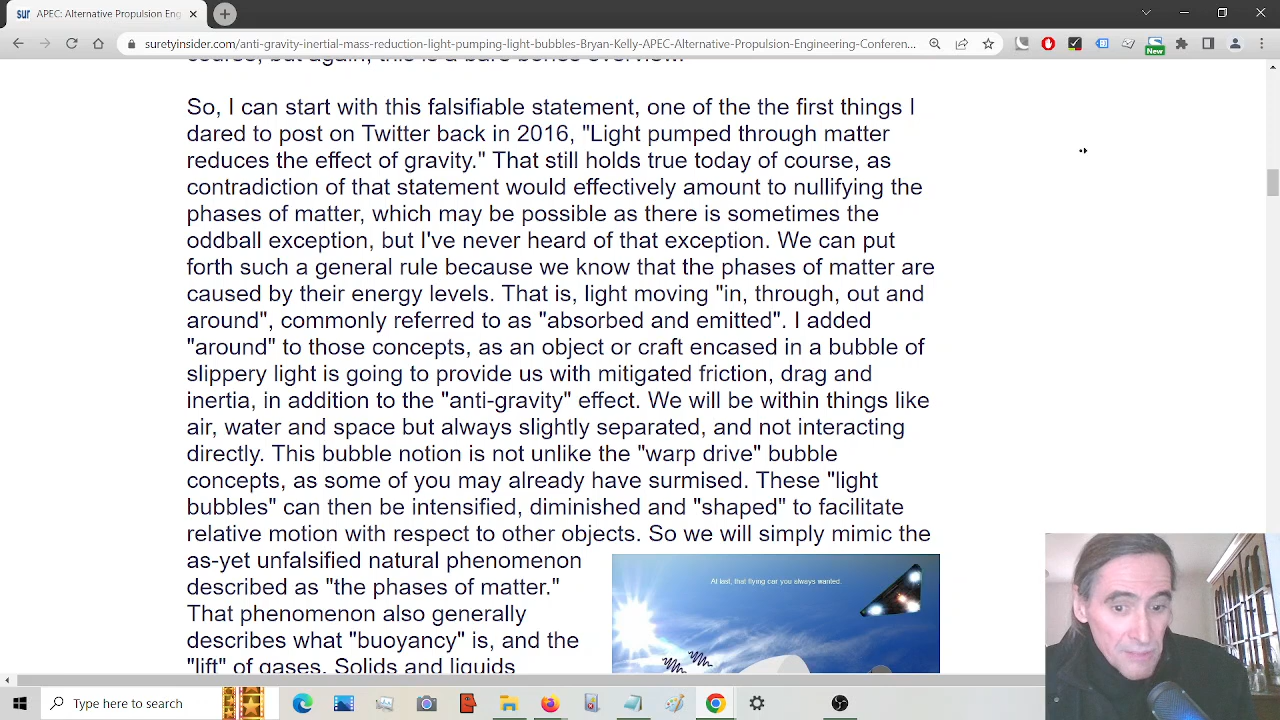 sur APEC: Alternative Propulsion Eng
suretyinsider.com/anti-gravity-inertial-mass-reduction-light-pumping-light-bubbles-Bryan-Kelly-APEC-Alternative-Propulsion-Engineering-Conferen...
New
So, I can start with this falsifiable statement, one of the the first things I
dared to post on Twitter back in 2016, "Light pumped through matter
reduces the effect of gravity." That still holds true today of course, as
contradiction of that statement would effectively amount to nullifying the
phases of matter, which may be possible as there is sometimes the
oddball exception, but I've never heard of that exception. We can put
forth such a general rule because we know that the phases of matter are
caused by their energy levels. That is, light moving "in, through, out and
around", commonly referred to as "absorbed and emitted". I added
"around" to those concepts, as an object or craft encased in a bubble of
slippery light is going to provide us with mitigated friction, drag and
inertia, in addition to the "anti-gravity" effect. We will be within things like
air, water and space but always slightly separated, and not interacting
directly. This bubble notion is not unlike the "warp drive" bubble
concepts, as some of you may already have surmised. These "light
bubbles" can then be intensified, diminished and "shaped" to facilitate
relative motion with respect to other objects. So we will simply mimic the
as-yet unfalsified natural phenomenon
described as "the phases of matter."
That phenomenon also generally
describes what "buoyancy" is, and the
"lift" of gases. Solids and liquids
At last, that flying car you always wanted.
Type here to search